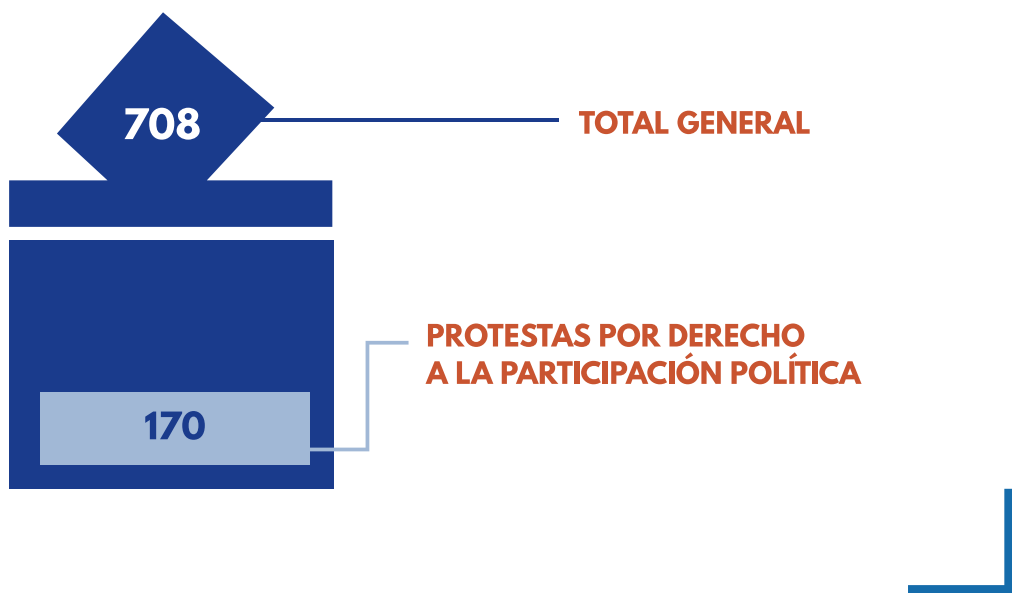 708
TOTAL GENERAL
PROTESTAS POR DERECHO
A LA PARTICIPACIÓN POLÍTICA
170